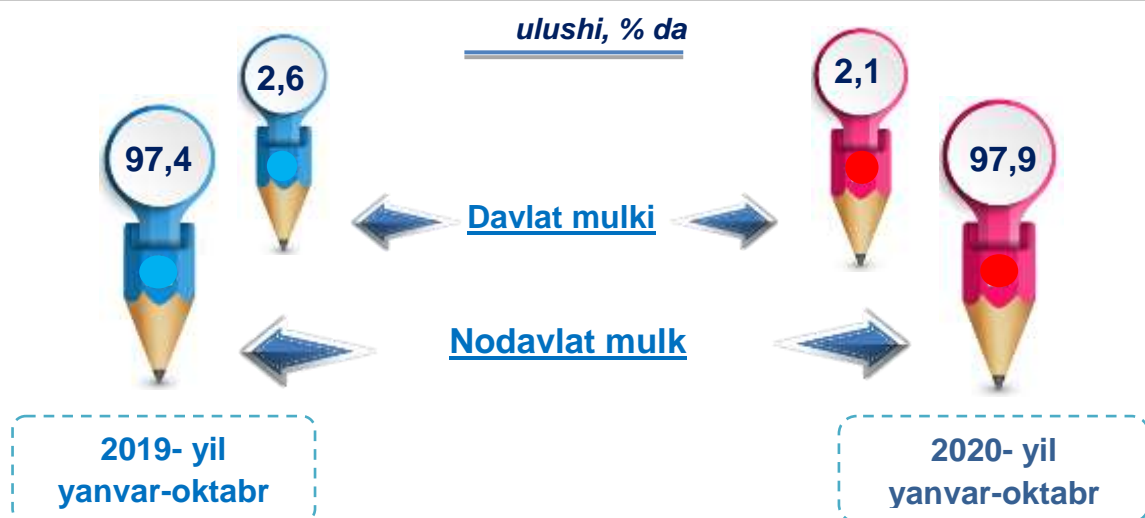 ulushi, % da
2,6
2,1
97,4
97,9
Davlat mulki
Nodavlat mulk
2019- yil
yanvar-oktabr
2020- yil
yanvar-oktabr